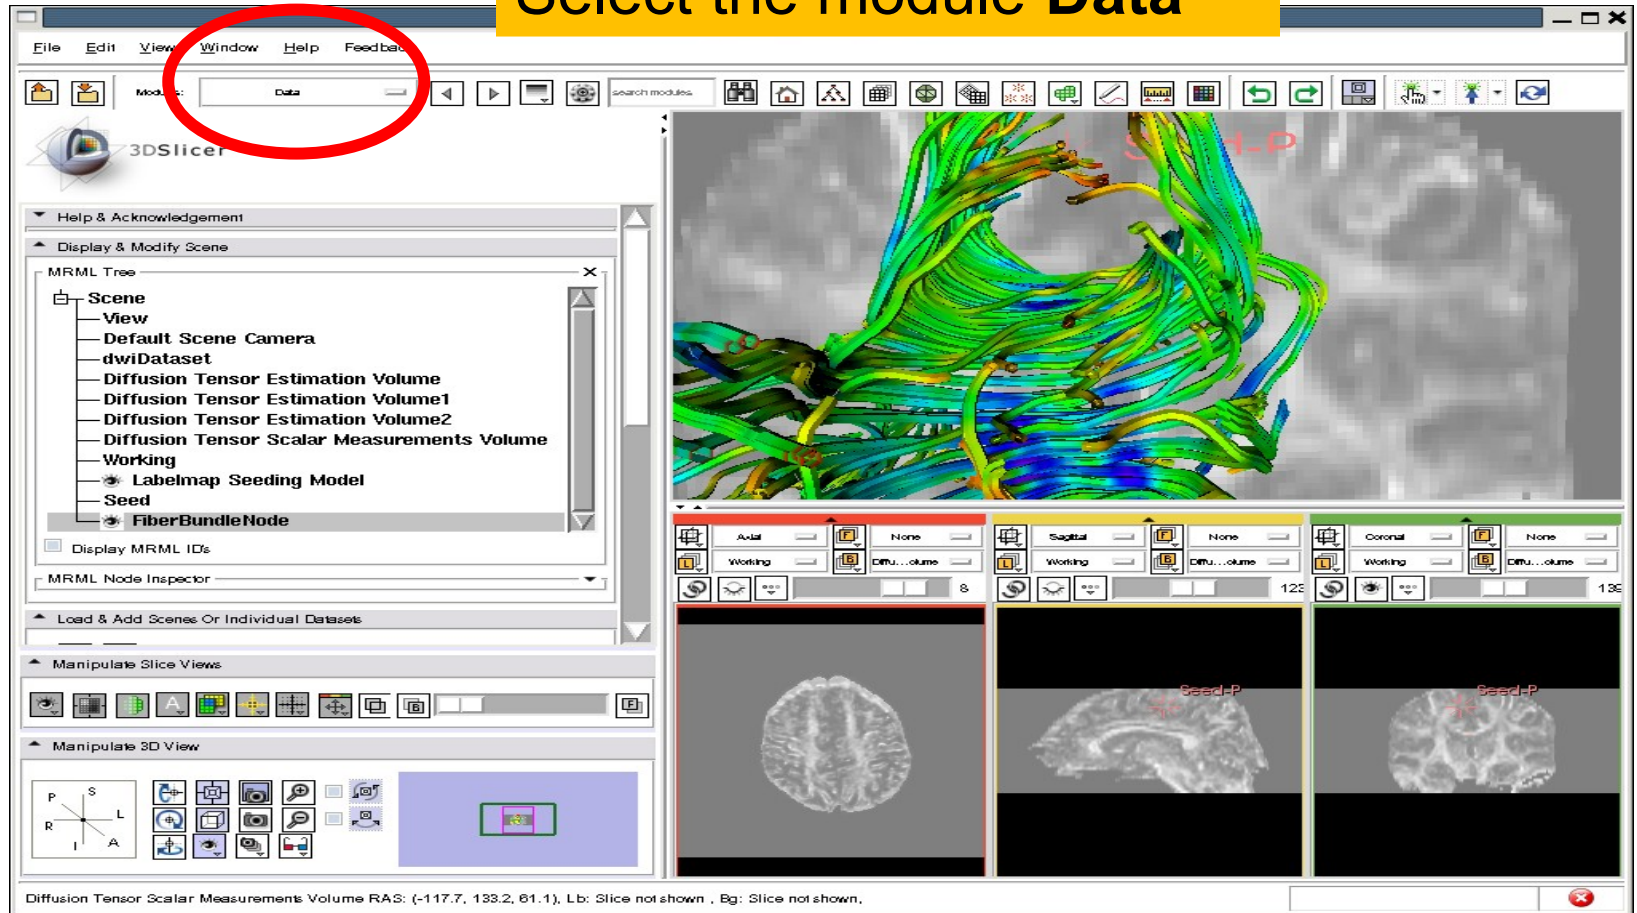 Select the module Data
File Edit View Window Help Feedbac
Modules: Data search modules
3DSlicer
Help & Acknowledgement
Display & Modify Scene
MRML Tree
Scene
View
Default Scene Camera
dwiDataset
Diffusion Tensor Estimation Volume
Diffusion Tensor Estimation Volume1
Diffusion Tensor Estimation Volume2
Diffusion Tensor Scalar Measurements Volume
Working
Labelmap Seeding Model
Seed
FiberBundleNode
Display MRML IDs
MRML Node Inspector
Load & Add Scenes Or Individual Datasets
Manipulate Slice Views
A B F
Manipulate 3D View
P S L R I A
-P
Axial F None
L Working B Diffu...olume
8
Sagittal F None
L Working B Diffu...olume
123
Coronal F None
L Working B Diffu...olume
139
Seed-P
Seed-P
Diffusion Tensor Scalar Measurements Volume RAS: (-117.7, 133.2, 61.1), Lb: Slice not shown , Bg: Slice not shown,